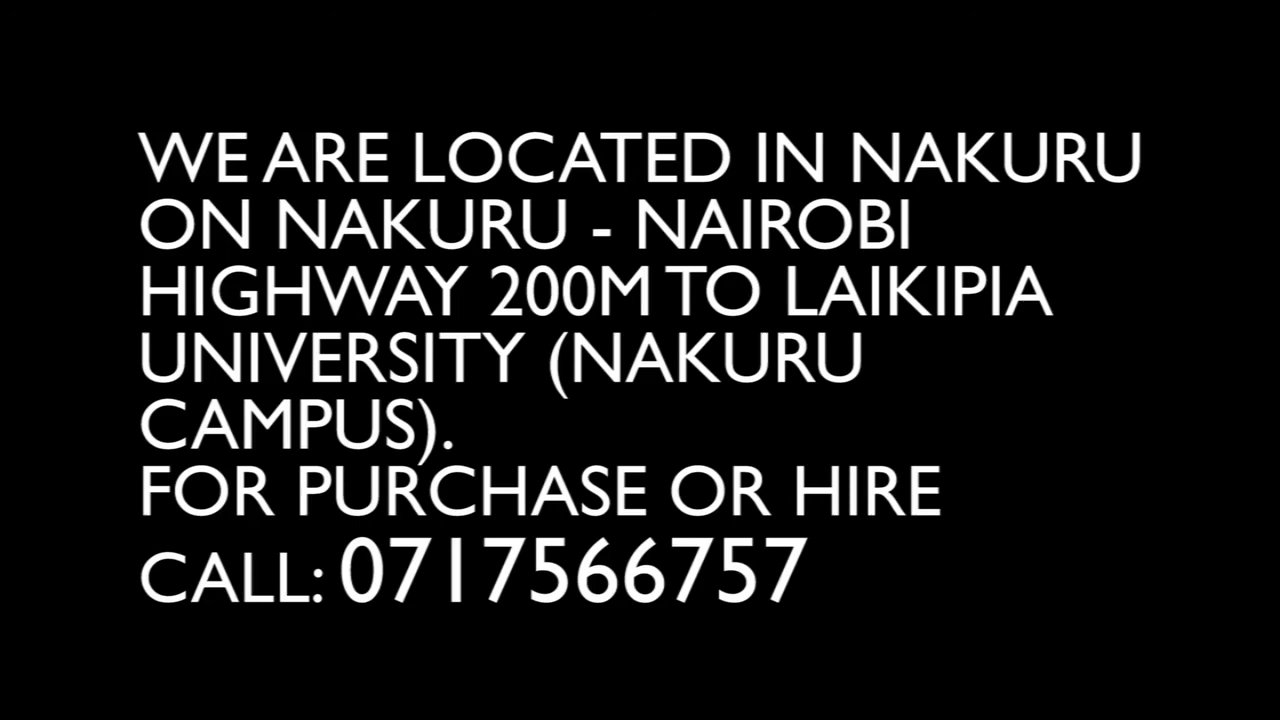 WE ARE LOCATED IN NAKURU
ON NAKURU - NAIROBI
HIGHWAY 200M TO LAIKIPIA
UNIVERSITY (NAKURU
CAMPUS).
FOR PURCHASE OR HIRE
CALL: 0717566757